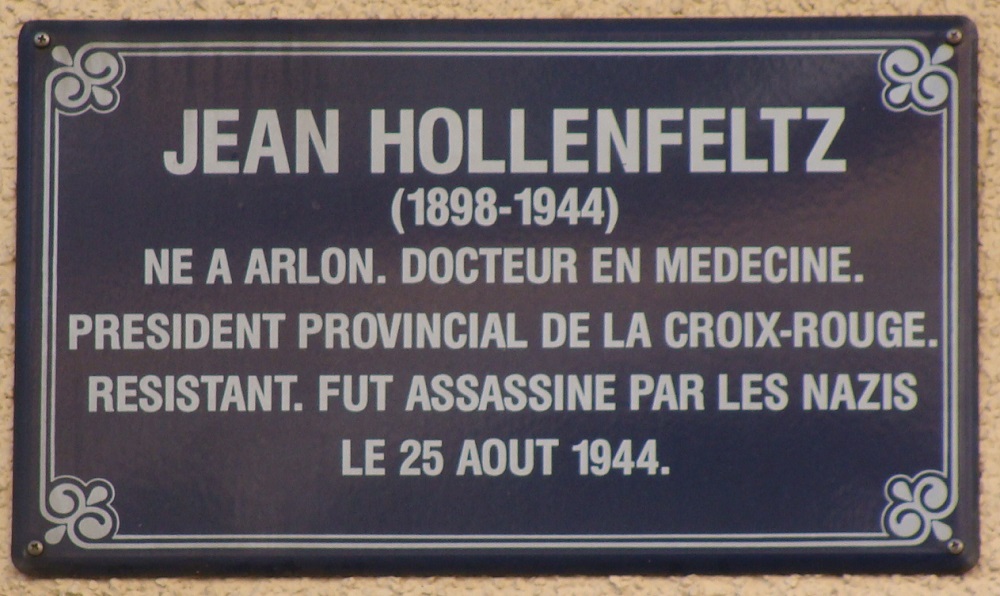 JEAN HOLLENFELTZ
(1898-1944)
NE A ARLON. DOCTEUR EN MEDECINE.
PRESIDENT PROVINCIAL DE LA CROIX-ROUGE.
RESISTANT. FUT ASSASSINE PAR LES NAZIS
LE 25 AOUT 1944.